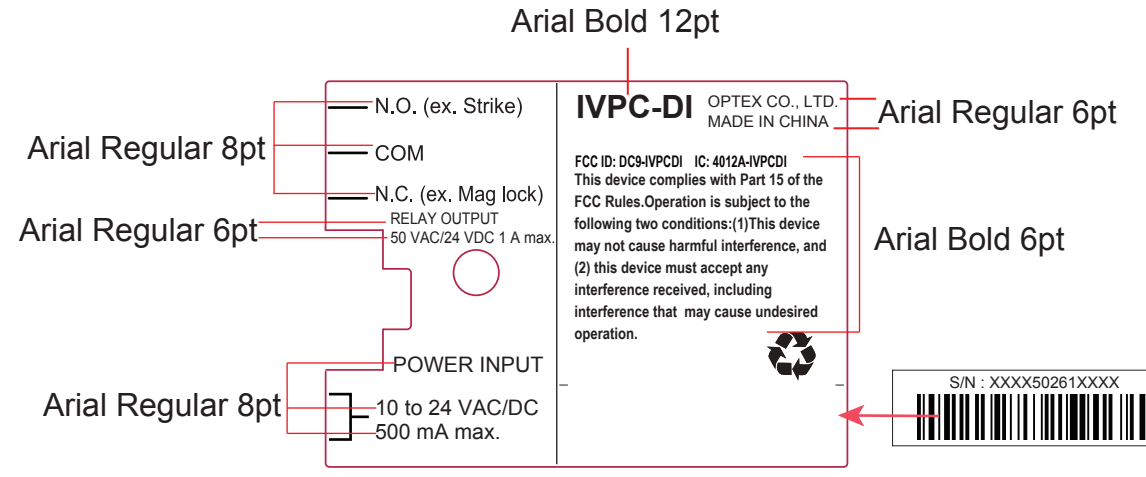 Arial Bold 12pt
N.O. (ex. Strike)
COM
N.C. (ex. Mag lock)
RELAY OUTPUT
50 VAC/24 VDC 1 A max.
Arial Regular 8pt
Arial Regular 6pt
POWER INPUT
10 to 24 VAC/DC
500 mA max.
Arial Regular 8pt
IVPC-DI
OPTEX CO., LTD.
MADE IN CHINA
Arial Regular 6pt
FCC ID: DC9-IVPCDI IC: 4012A-IVPCDI
This device complies with Part 15 of the
FCC Rules.Operation is subject to the
following two conditions:(1)This device
may not cause harmful interference, and
(2) this device must accept any
interference received, including
interference that may cause undesired
operation.
Arial Bold 6pt
S/N : XXXX50261XXXX